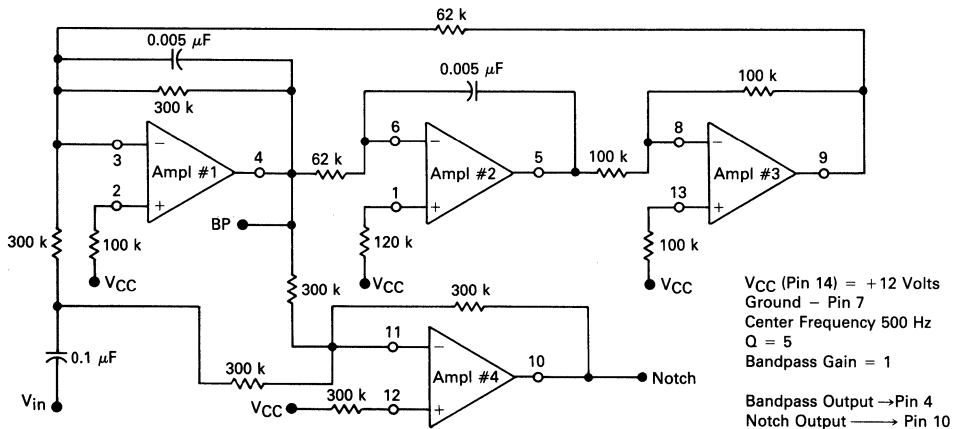 62 k
0.005 μF
0.005 μF
300 k
100 k
3
Ampl #1
4
62 k
6
Ampl #2
5
100 k
8
Ampl #3
9
2
1
13
BP
300 k
100 k
VCC
120 k
VCC
100 k
VCC
300 k
300 k
0.1 μF
11
Ampl #4
10
Notch
300 k
VCC
300 k
12
Vin
VCC (Pin 14) = +12 Volts
Ground – Pin 7
Center Frequency 500 Hz
Q = 5
Bandpass Gain = 1
Bandpass Output → Pin 4
Notch Output → Pin 10